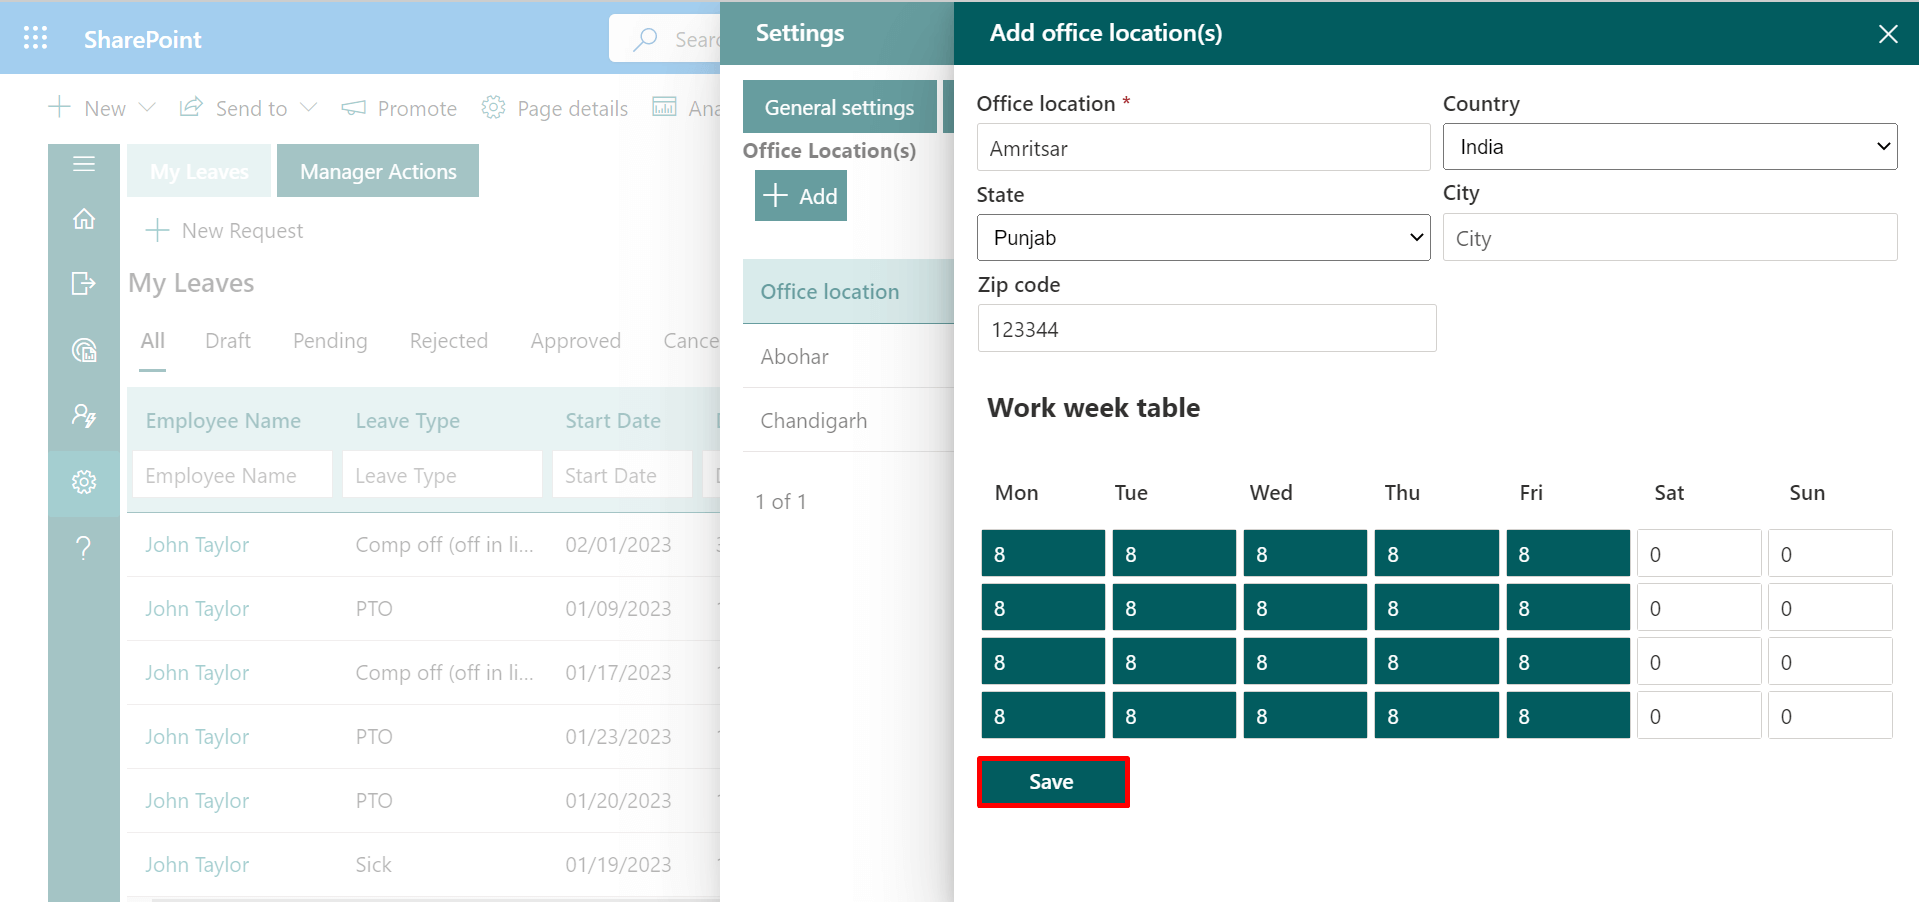 SharePoint
Searc
Settings
Add office location(s)
New
Send to
Promote
Page details
Ana
General settings
Office Location(s)
Add
Office location *
Country
Amritsar
India
State
City
Punjab
City
Zip code
123344
My Leaves
Manager Actions
New Request
My Leaves
All
Draft
Pending
Rejected
Approved
Cance
Office location
Abohar
Chandigarh
1 of 1
Employee Name
Leave Type
Start Date
Employee Name
Leave Type
Start Date
John Taylor
Comp off (off in li...
02/01/2023
John Taylor
PTO
01/09/2023
John Taylor
Comp off (off in li...
01/17/2023
John Taylor
PTO
01/23/2023
John Taylor
PTO
01/20/2023
John Taylor
Sick
01/19/2023
Work week table
Mon Tue Wed Thu Fri Sat Sun
8 8 8 8 8 0 0
8 8 8 8 8 0 0
8 8 8 8 8 0 0
8 8 8 8 8 0 0
Save